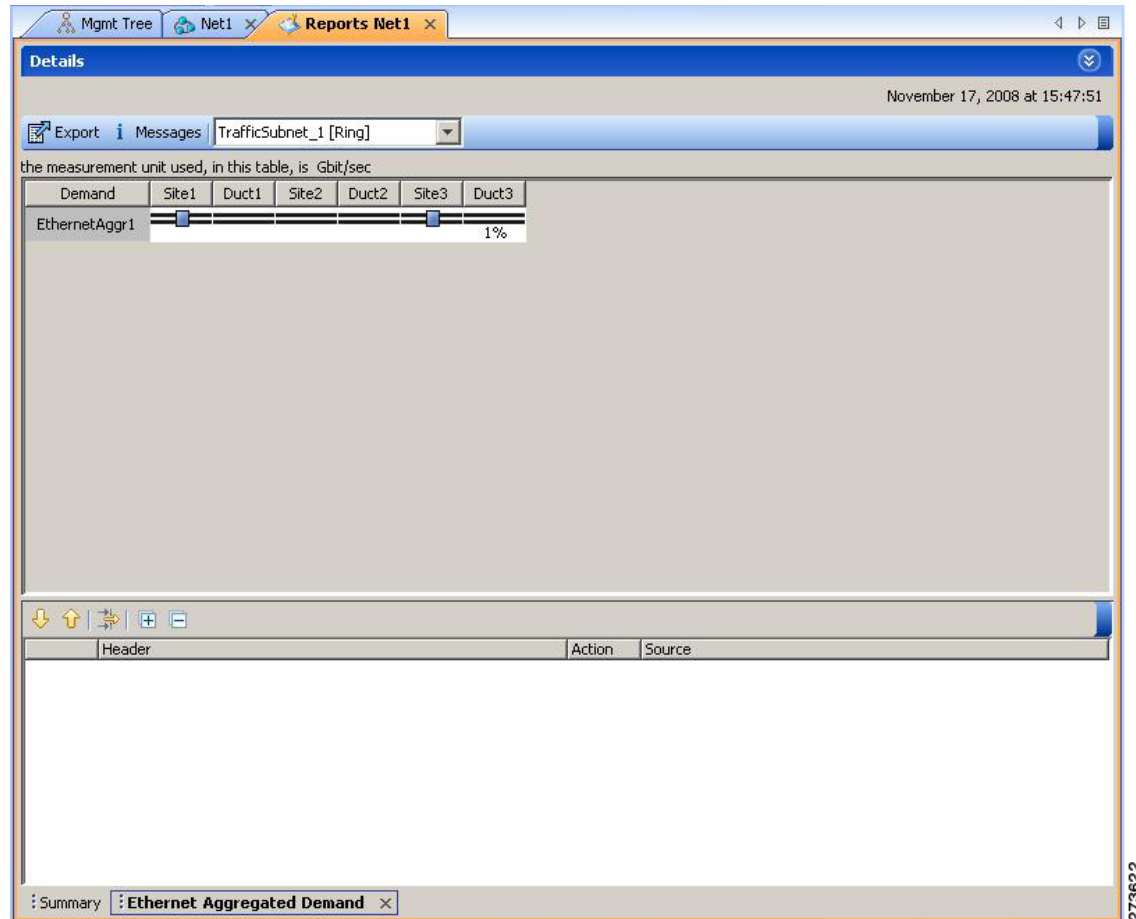 Mgmt Tree Net1 Reports Net1
Details
November 17, 2008 at 15:47:51
Export i Messages TrafficSubnet_1 [Ring]
the measurement unit used, in this table, is Gbit/sec
Demand Site1 Duct1 Site2 Duct2 Site3 Duct3
EthernetAggr1
1%
Header Action Source
Summary Ethernet Aggregated Demand
273622